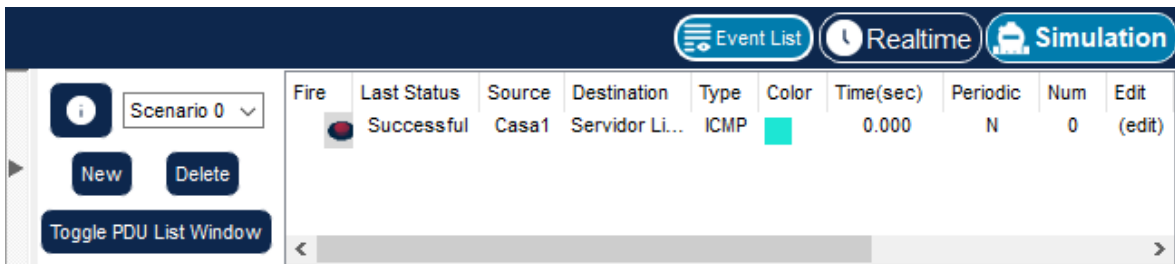 Event List Realtime Simulation
Scenario 0
New Delete
Toggle PDU List Window
Fire Last Status Source Destination Type Color Time(sec) Periodic Num Edit
Successful Casa1 Servidor Li... ICMP 0.000 N 0 (edit)